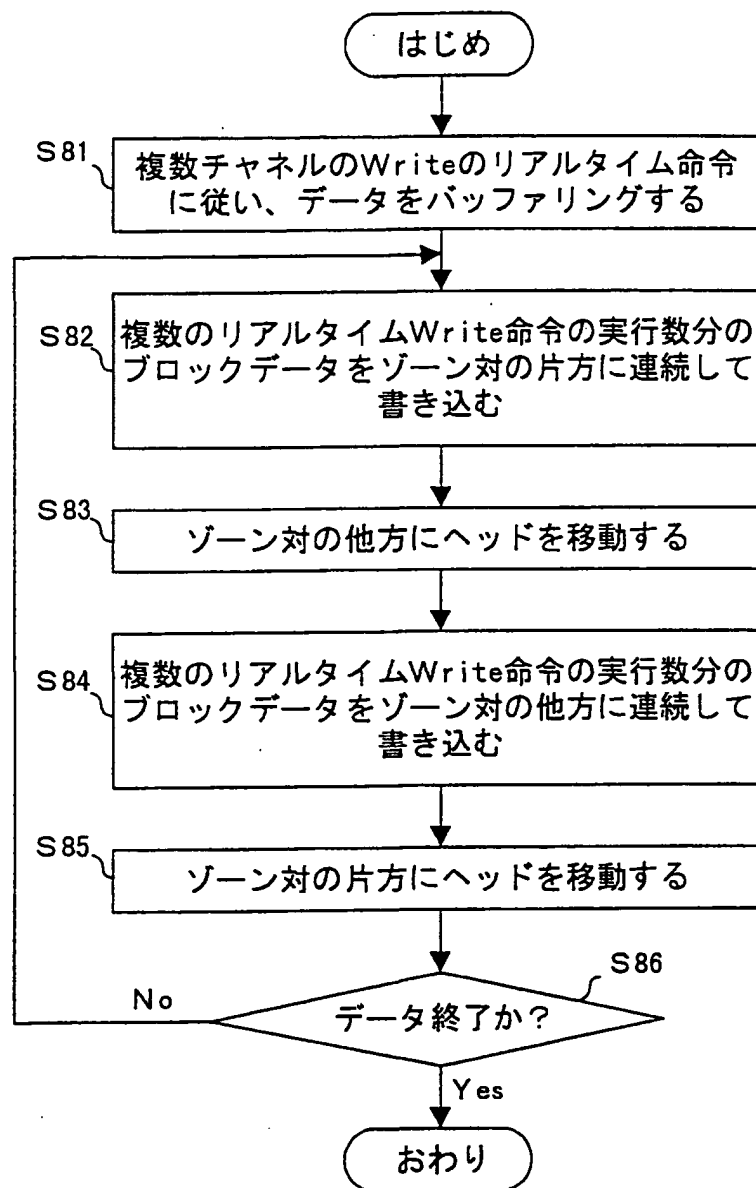 はじめ
S81
複数チャネルのWriteのリアルタイム命令
に従い、データをバッファリングする
S82
複数のリアルタイムWrite命令の実行数分の
ブロックデータをゾーン対の片方に連続して
書き込む
S83
ゾーン対の他方にヘッドを移動する
S84
複数のリアルタイムWrite命令の実行数分の
ブロックデータをゾーン対の他方に連続して
書き込む
S85
ゾーン対の片方にヘッドを移動する
S86
No
データ終了か?
Yes
おわり